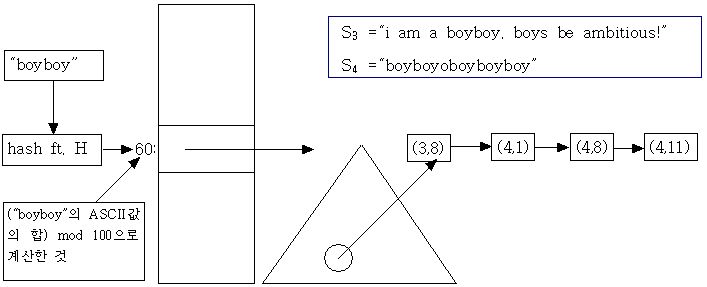 S₃ =“i am a boyboy, boys be ambitious!”
S₄ =“boyboyoboyboyboy”
“boyboy”
hash ft. H
60:
(3,8)
(4,1)
(4,8)
(4,11)
(“boyboy”의 ASCII값
의 합) mod 100으로
계산한 것